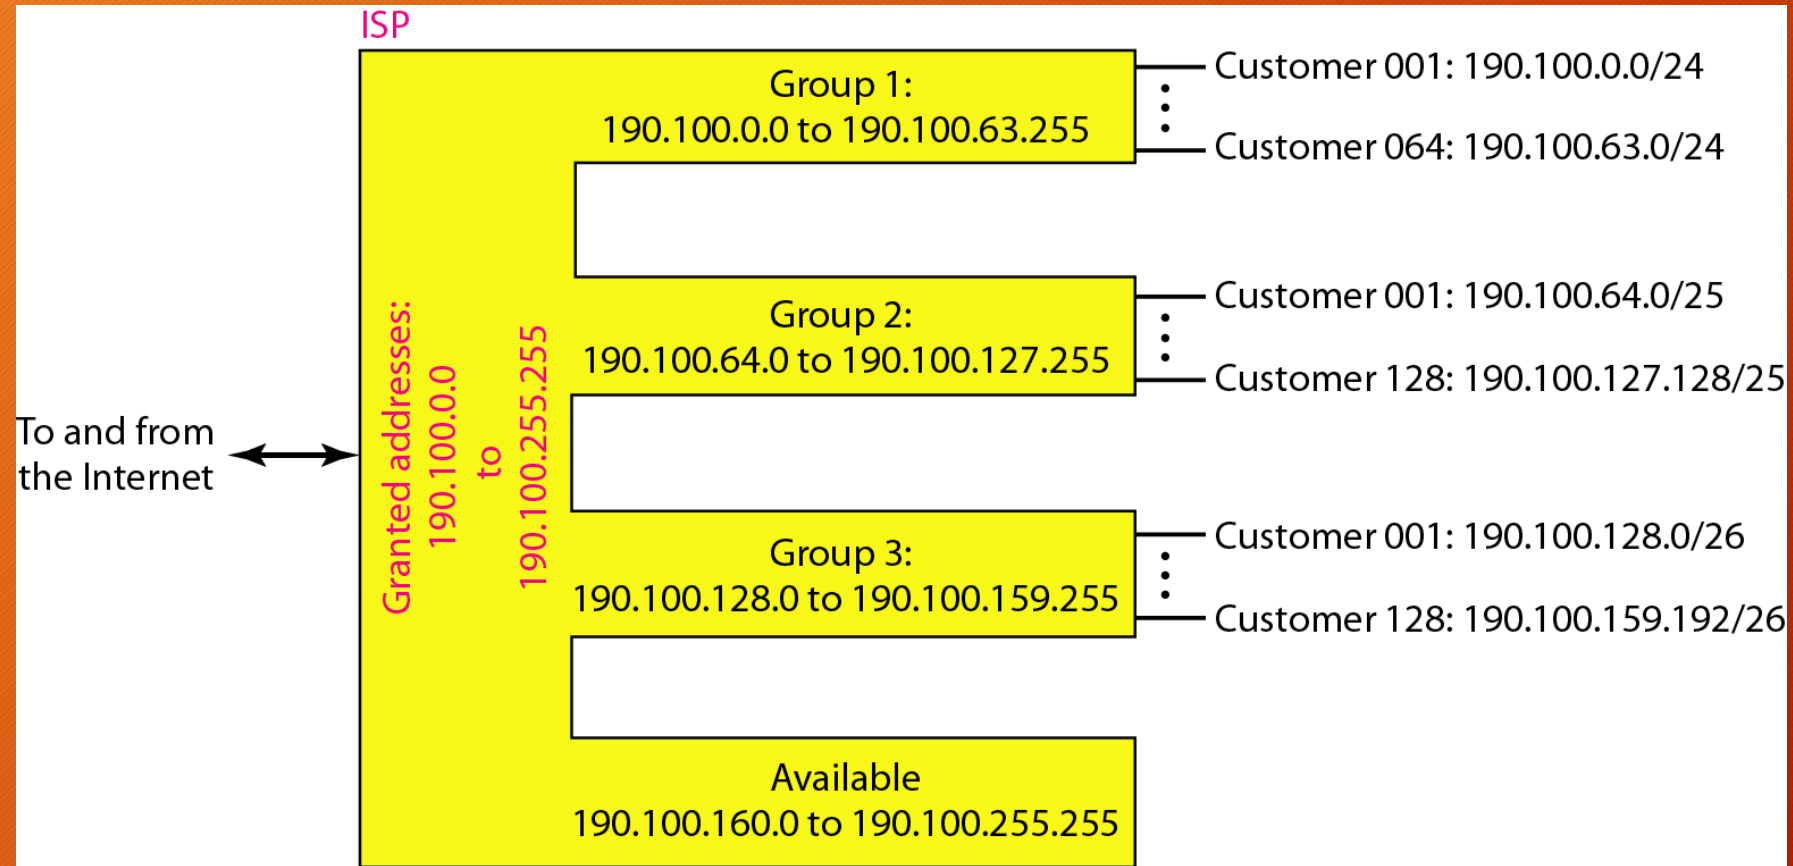 ISP
Group 1:
190.100.0.0 to 190.100.63.255
Customer 001: 190.100.0.0/24
Customer 064: 190.100.63.0/24
Group 2:
190.100.64.0 to 190.100.127.255
Customer 001: 190.100.64.0/25
Customer 128: 190.100.127.128/25
To and from
the Internet
Granted addresses:
190.100.0.0
to
190.100.255.255
Group 3:
190.100.128.0 to 190.100.159.255
Customer 001: 190.100.128.0/26
Customer 128: 190.100.159.192/26
Available
190.100.160.0 to 190.100.255.255